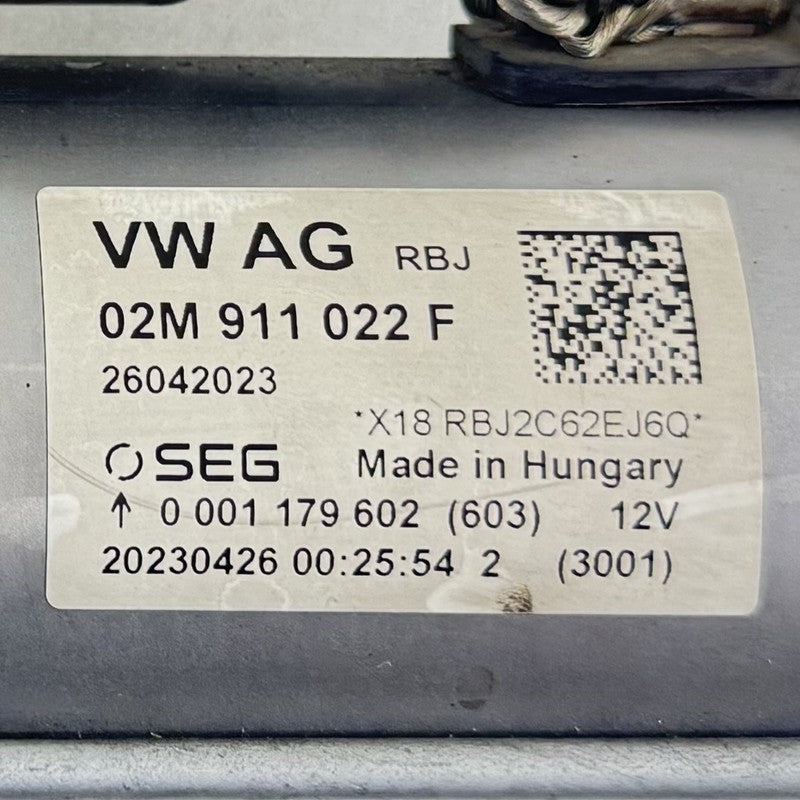 VW AG RBJ
02M 911 022 F
26042023
*X18 RBJ2C62EJ6Q*
SEG Made in Hungary
↑ 0 001 179 602 (603) 12V
20230426 00:25:54 2 (3001)